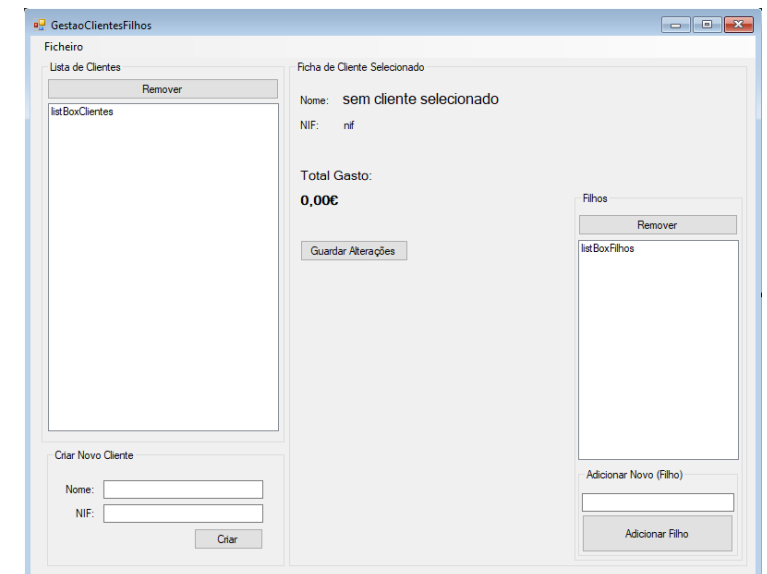 GestaoClientesFilhos
Ficheiro
Lista de Clientes
Remover
listBoxClientes
Criar Novo Cliente
Nome:
NIF:
Criar
Ficha de Cliente Selecionado
Nome: sem cliente selecionado
NIF: nif
Total Gasto:
0,00€
Guardar Alterações
Filhos
Remover
listBoxFilhos
Adicionar Novo (Filho)
Adicionar Filho